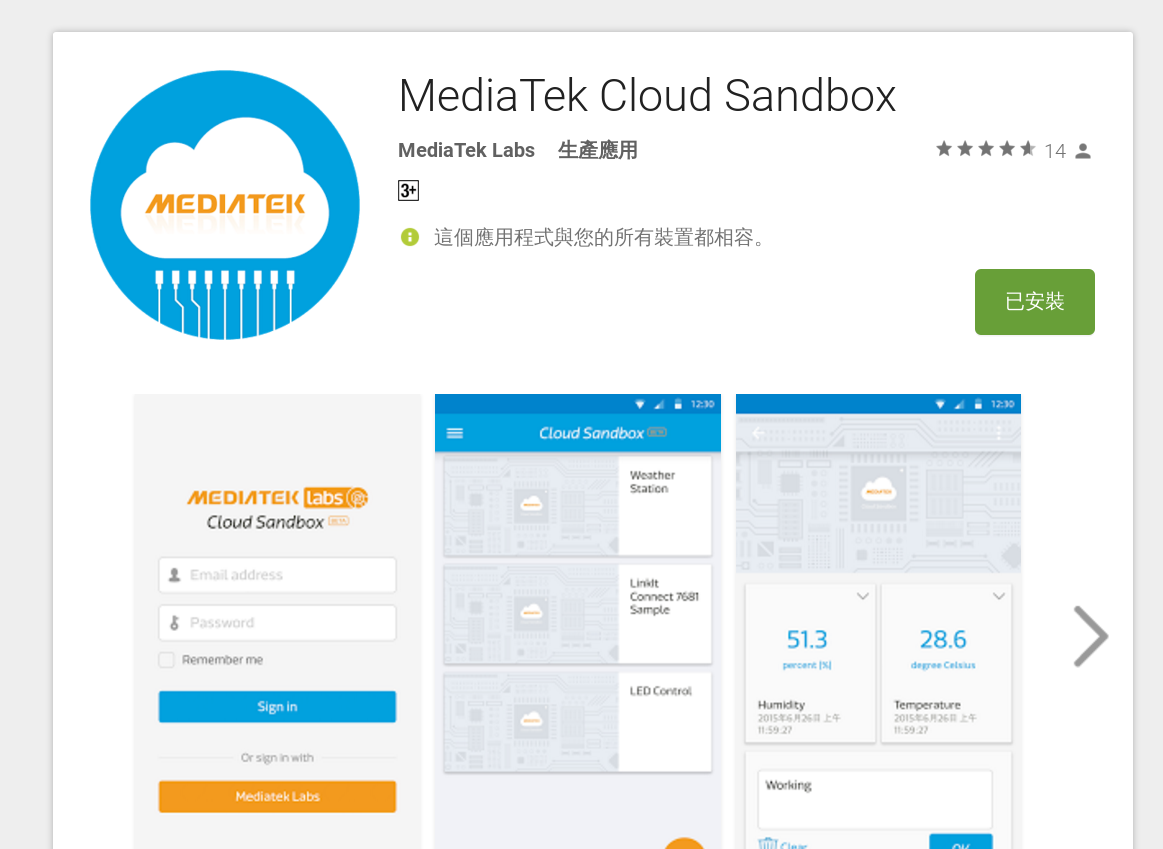 MediaTek Cloud Sandbox
MediaTek Labs 生產應用
14
3+
這個應用程式與您的所有裝置都相容。
已安裝
MEDIATEK
MEDIATEK labs
Cloud Sandbox BETA
Email address
Password
Remember me
Sign in
Or sign in with
Mediatek Labs
12:30
Cloud Sandbox BETA
Weather
Station
LinkIt
Connect 7681
Sample
LED Control
12:30
MEDIATEK
51.3
percent (%)
Humidity
2015年6月26日 上午
11:59:27
28.6
degree Celsius
Temperature
2015年6月26日 上午
11:59:27
Working
Clear
OK